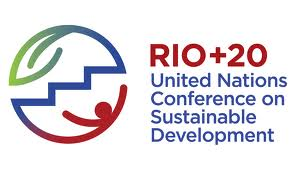 RIO+20
United Nations
Conference on
Sustainable
Development